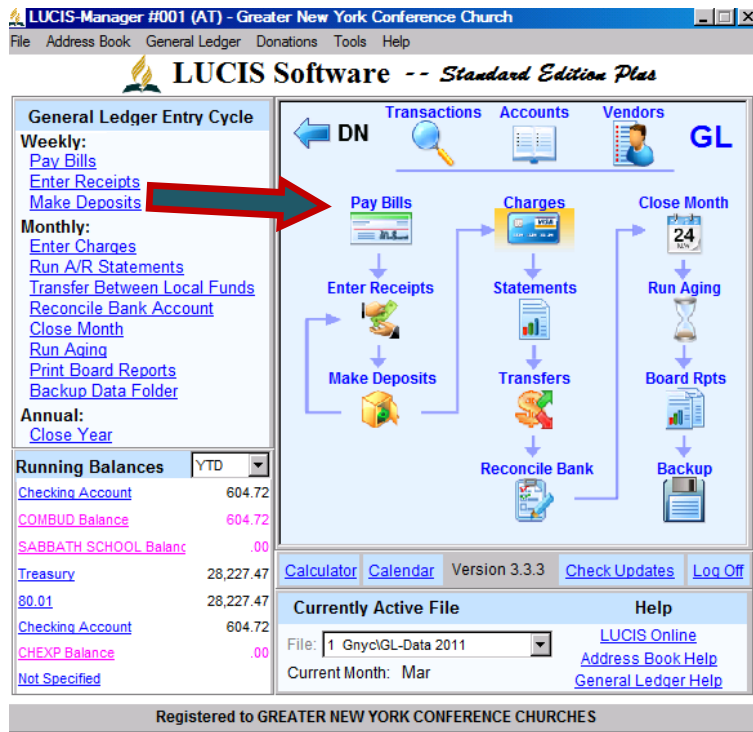 LUCIS-Manager #001 (AT) - Greater New York Conference Church
File Address Book General Ledger Donations Tools Help
LUCIS Software -- Standard Edition Plus
General Ledger Entry Cycle
Weekly:
Pay Bills
Enter Receipts
Make Deposits
Monthly:
Enter Charges
Run A/R Statements
Transfer Between Local Funds
Reconcile Bank Account
Close Month
Run Aging
Print Board Reports
Backup Data Folder
Annual:
Close Year
Running Balances YTD
Checking Account 604.72
COMBUD Balance 604.72
SABBATH SCHOOL Balanc .00
Treasury 28,227.47
80.01 28,227.47
Checking Account 604.72
CHEXP Balance .00
Not Specified
DN Transactions Accounts Vendors GL
Pay Bills Charges Close Month
VISA 24
Enter Receipts Statements Run Aging
Make Deposits Transfers Board Rpts
Reconcile Bank Backup
Calculator Calendar Version 3.3.3 Check Updates Log Off
Currently Active File
File: 1 Gnyc\GL-Data 2011
Current Month: Mar
Help
LUCIS Online
Address Book Help
General Ledger Help
Registered to GREATER NEW YORK CONFERENCE CHURCHES